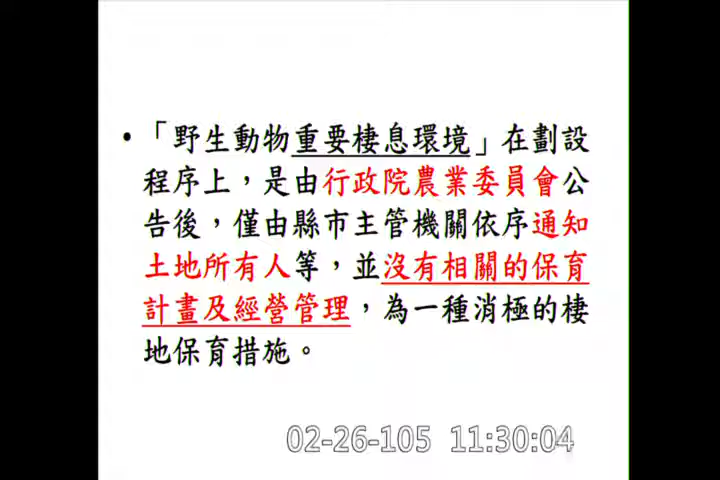 • 「野生動物重要棲息環境」在劃設
程序上，是由行政院農業委員會公
告後，僅由縣市主管機關依序通知
土地所有人等，並沒有相關的保育
計畫及經營管理，為一種消極的棲
地保育措施。
02-26-105 11:30:04